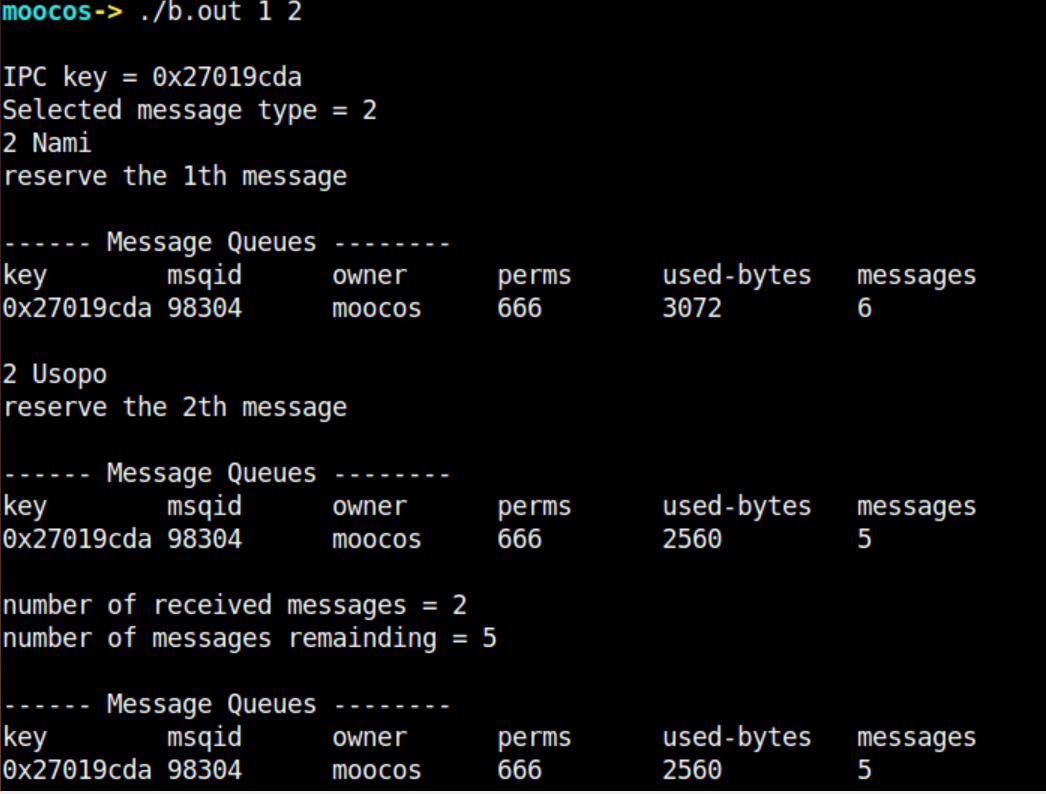 moocos-> ./b.out 1 2
IPC key = 0x27019cda
Selected message type = 2
2 Nami
reserve the 1th message
------ Message Queues --------
key        msqid      owner      perms      used-bytes   messages
0x27019cda 98304      moocos     666        3072         6
2 Usopo
reserve the 2th message
------ Message Queues --------
key        msqid      owner      perms      used-bytes   messages
0x27019cda 98304      moocos     666        2560         5
number of received messages = 2
number of messages remainding = 5
------ Message Queues --------
key        msqid      owner      perms      used-bytes   messages
0x27019cda 98304      moocos     666        2560         5